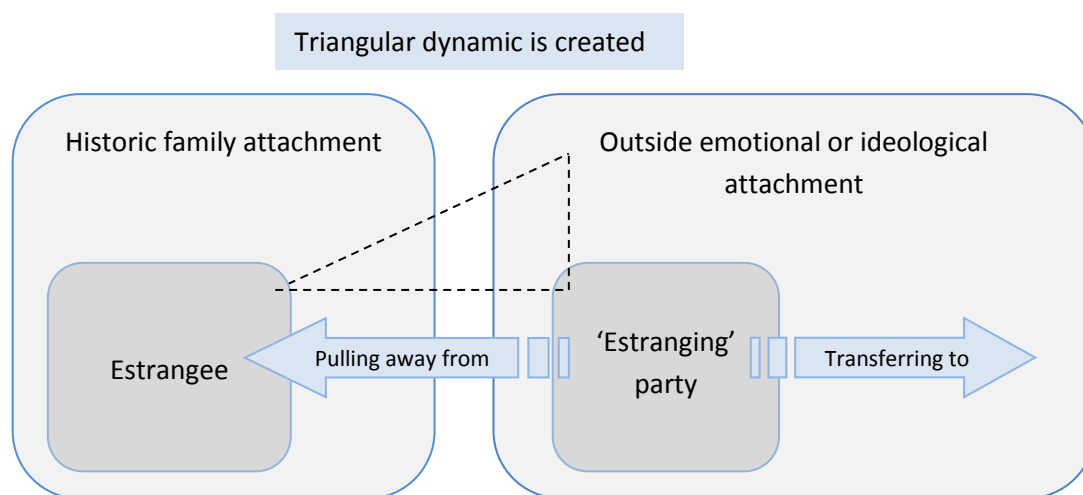 Triangular dynamic is created
Historic family attachment
Outside emotional or ideological
attachment
Estrangee
Pulling away from
‘Estranging’
party
Transferring to